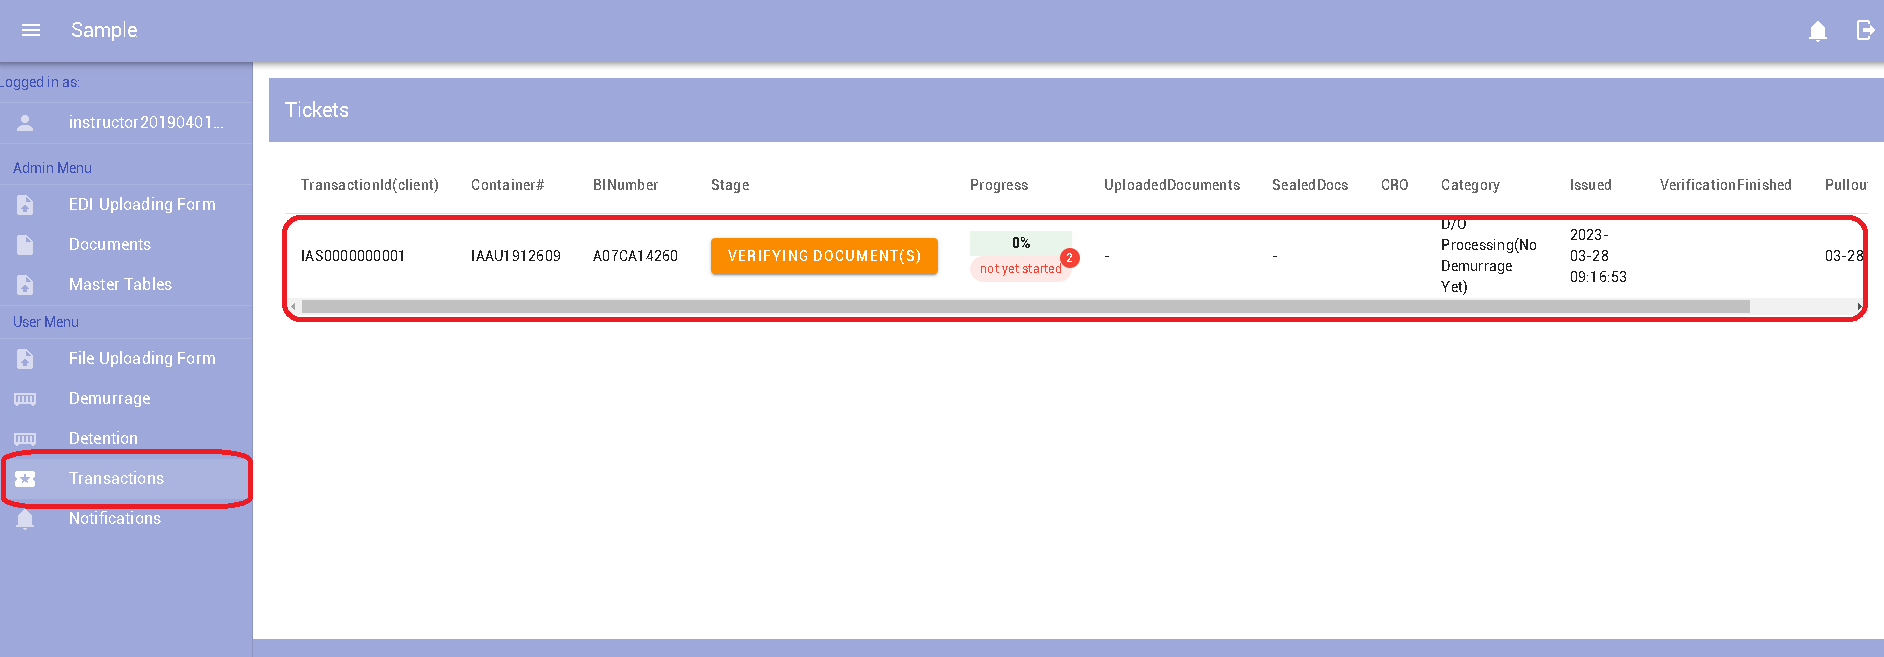 Sample
Logged in as:
instructor20190401...
Admin Menu
EDI Uploading Form
Documents
Master Tables
User Menu
File Uploading Form
Demurrage
Detention
Transactions
Notifications
Tickets
TransactionId(client) Container# BlNumber Stage Progress UploadedDocuments SealedDocs CRO Category Issued VerificationFinished Pullou
IAS0000000001 IAAU1912609 A07CA14260 VERIFYING DOCUMENT(S) 0% - - D/O 2023- 03-28
not yet started 2 Processing(No 03-28
Demurrage 09:16:53
Yet)